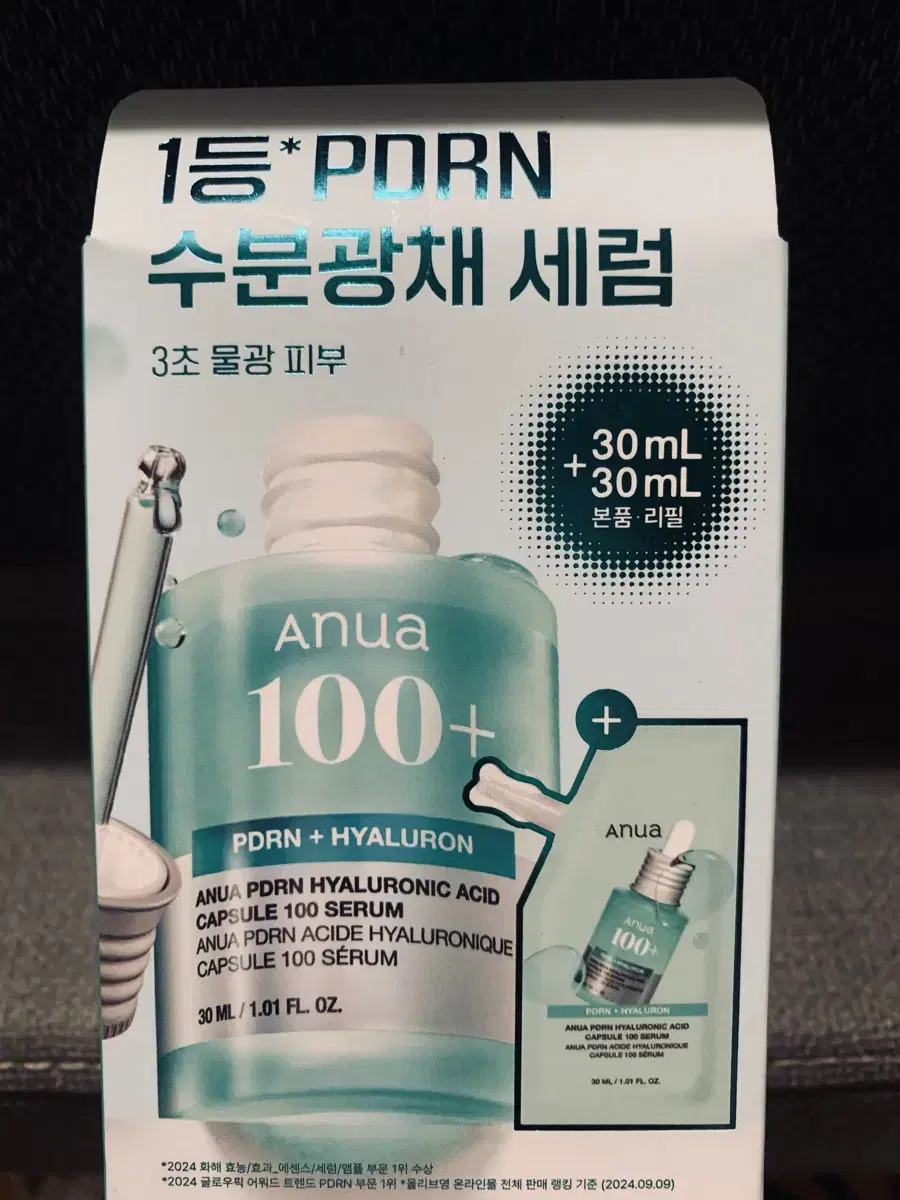 1등* PDRN
수분광채 세럼
3초 물광 피부
+ 30 mL
30 mL
본품 리필
Anua
100+
PDRN + HYALURON
ANUA PDRN HYALURONIC ACID
CAPSULE 100 SERUM
ANUA PDRN ACIDE HYALURONIQUE
CAPSULE 100 SÉRUM
30 ML / 1.01 FL. OZ.
+
Anua
Anua
100+
PDRN + HYALURON
PDRN + HYALURON
ANUA PDRN HYALURONIC ACID
CAPSULE 100 SERUM
ANUA PDRN ACIDE HYALURONIQUE
CAPSULE 100 SÉRUM
30 ML / 1.01 FL. OZ.
*2024 화해 효능/효과_에센스/세럼/앰플 부문 1위 수상
*2024 글로우픽 어워드 트렌드 PDRN 부문 1위 *올리브영 온라인몰 전체 판매 랭킹 기준 (2024.09.09)